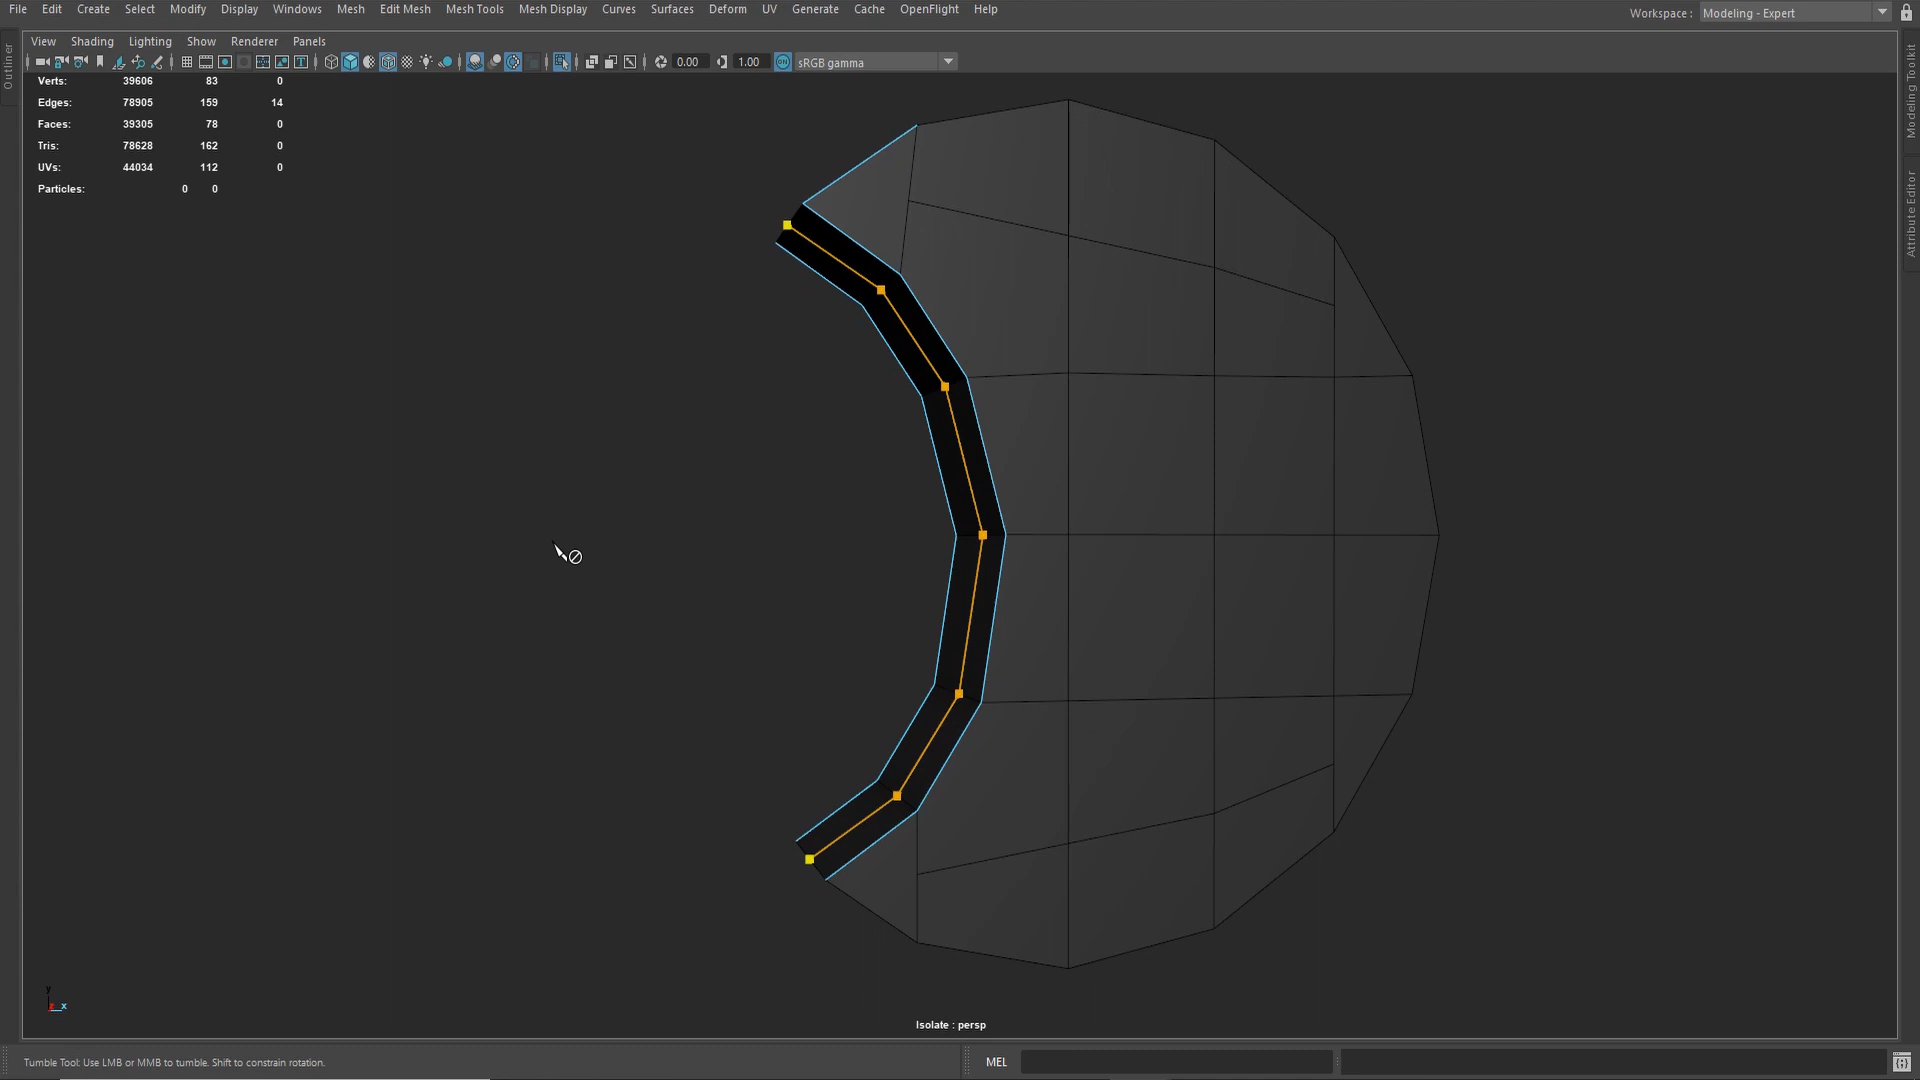 File Edit Create Select Modify Display Windows Mesh Edit Mesh Mesh Tools Mesh Display Curves Surfaces Deform UV Generate Cache OpenFlight Help
Workspace : Modeling - Expert
View Shading Lighting Show Renderer Panels
0.00 1.00 ON sRGB gamma
Outliner
Modeling Toolkit
Attribute Editor
Verts: 39606 83 0
Edges: 78905 159 14
Faces: 39305 78 0
Tris: 78628 162 0
UVs: 44034 112 0
Particles: 0 0
y
z x
Isolate : persp
Tumble Tool: Use LMB or MMB to tumble. Shift to constrain rotation.
MEL